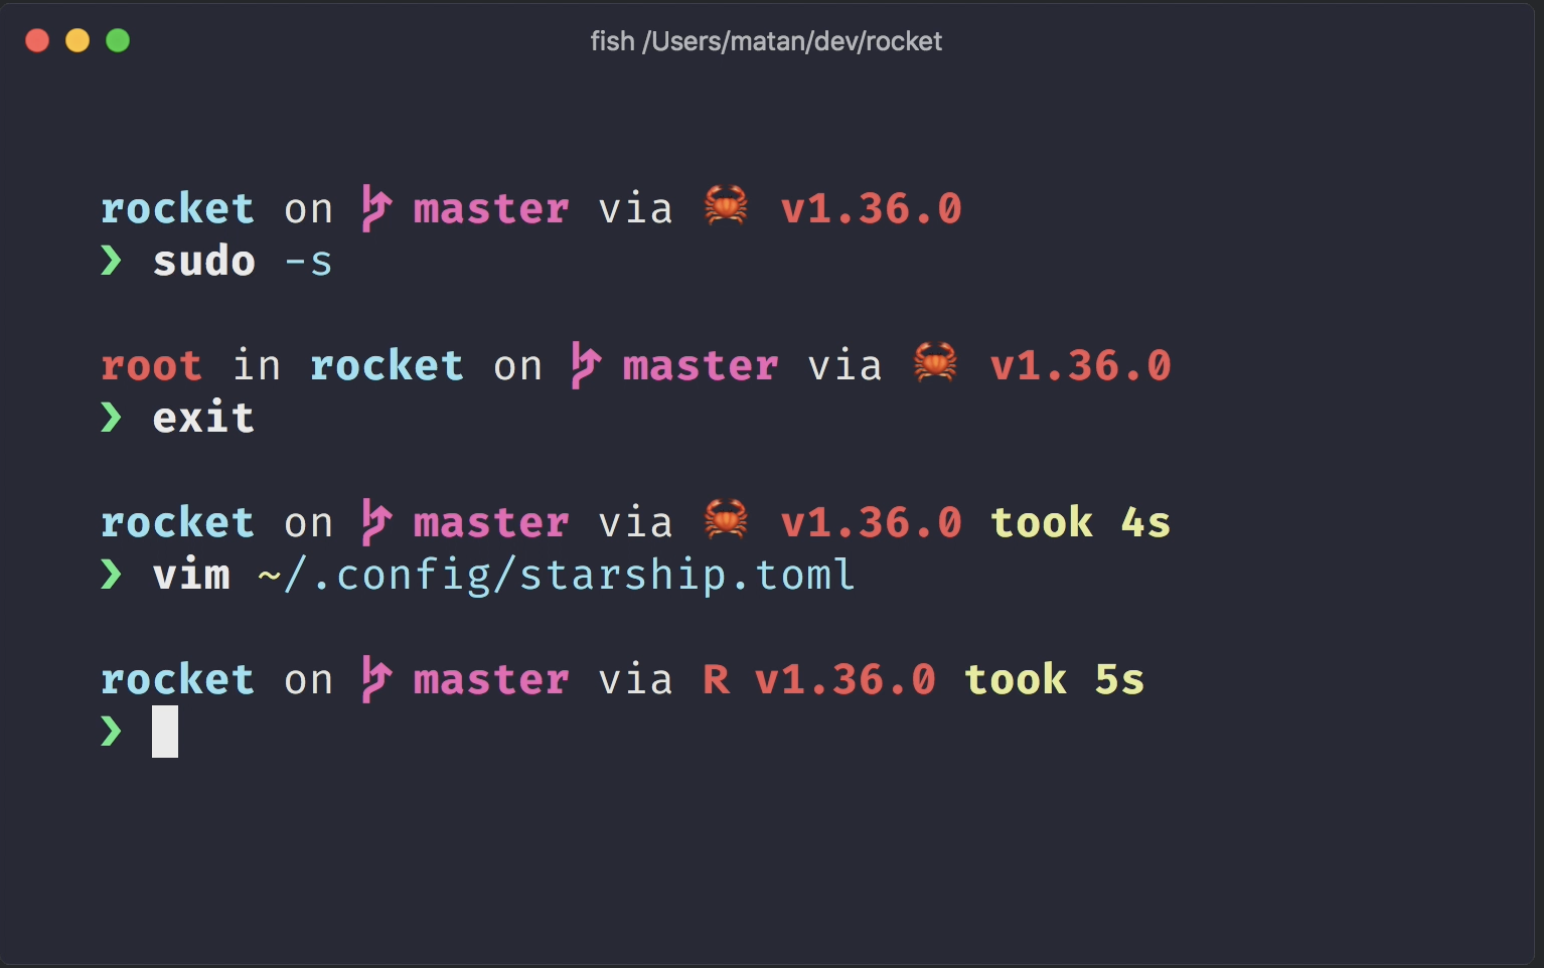 fish /Users/matan/dev/rocket
rocket on  master via 🦀 v1.36.0
❯ sudo -s
root in rocket on  master via 🦀 v1.36.0
❯ exit
rocket on  master via 🦀 v1.36.0 took 4s
❯ vim ~/.config/starship.toml
rocket on  master via R v1.36.0 took 5s
❯